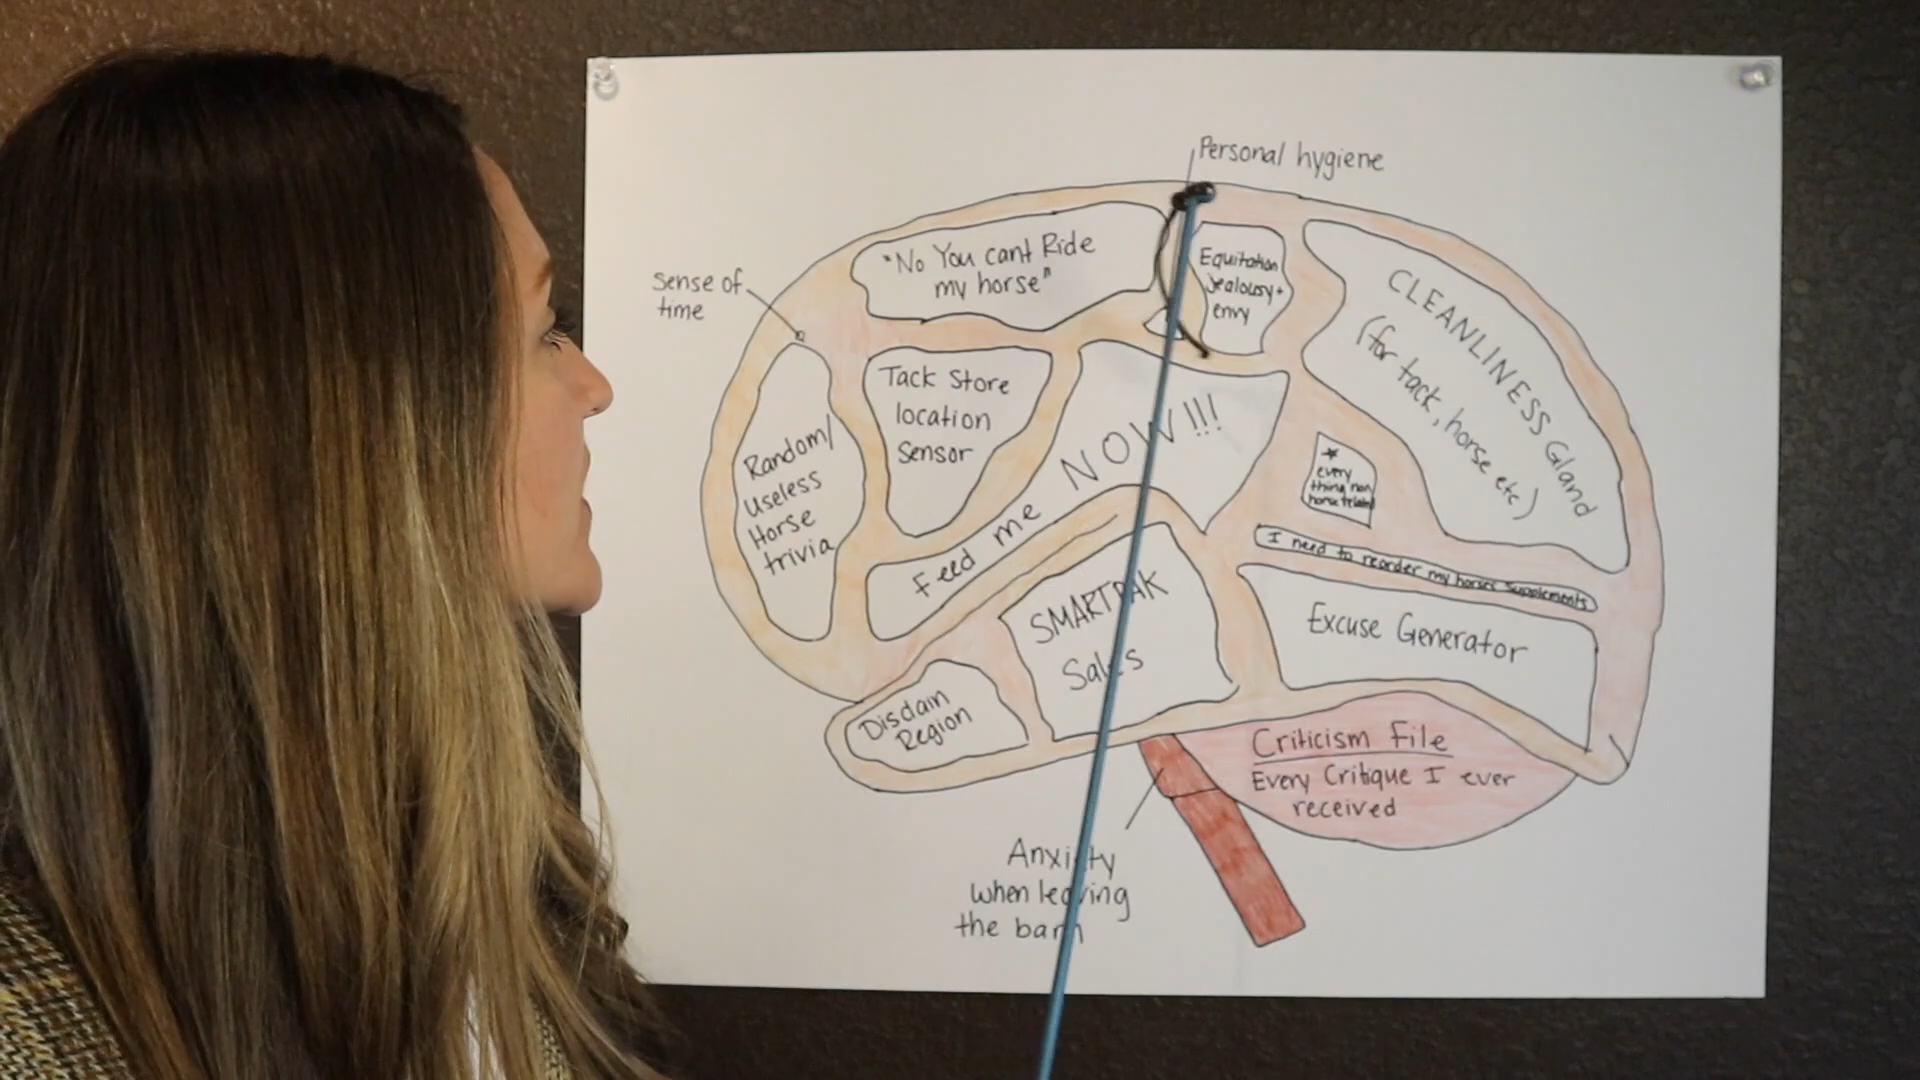 Personal hygiene
Sense of
time
"No You cant Ride
my horse"
Equitation
jealousy+
envy
CLEANLINESS Gland
(for tack, horse etc)
Tack Store
location
Sensor
Random/
Useless
Horse
trivia
Feed me NOW!!!
every
thing non
horse related
I need to reorder my horses supplements
SMARTPAK
Sales
Excuse Generator
Disdain
Region
Criticism File
Every Critique I ever
received
Anxiety
when leaving
the barn